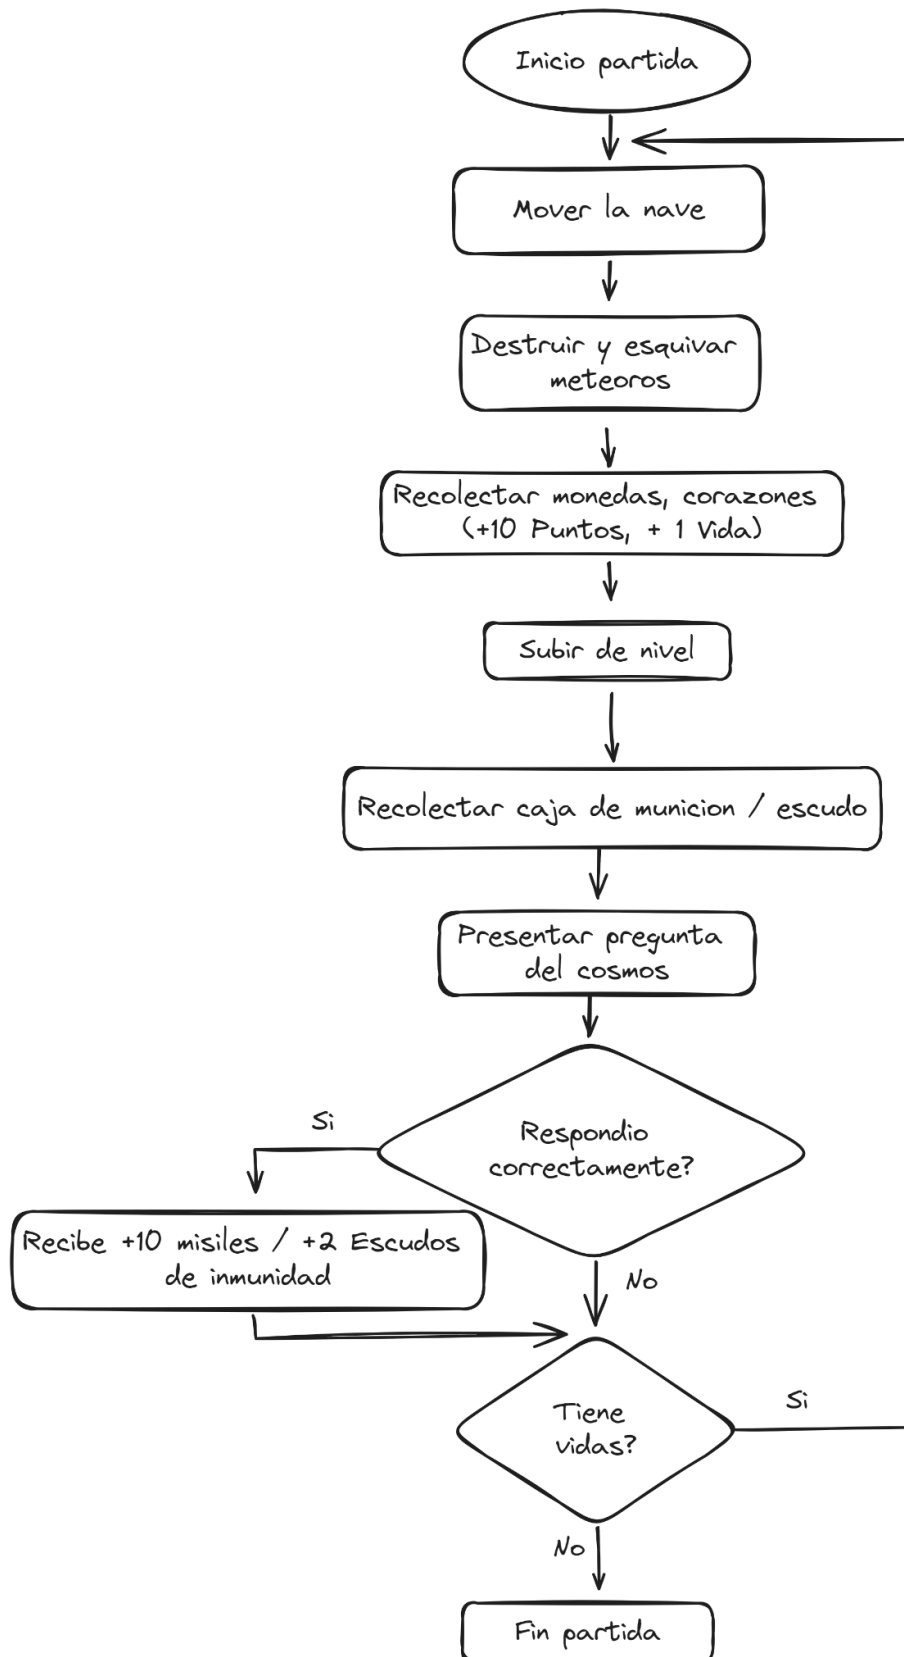 Inicio partida
Mover la nave
Destruir y esquivar
meteoros
Recolectar monedas, corazones
(+10 Puntos, + 1 Vida)
Subir de nivel
Recolectar caja de municion / escudo
Presentar pregunta
del cosmos
Respondio
correctamente?
Si
Recibe +10 misiles / +2 Escudos
de inmunidad
No
Tiene
vidas?
Si
No
Fin partida